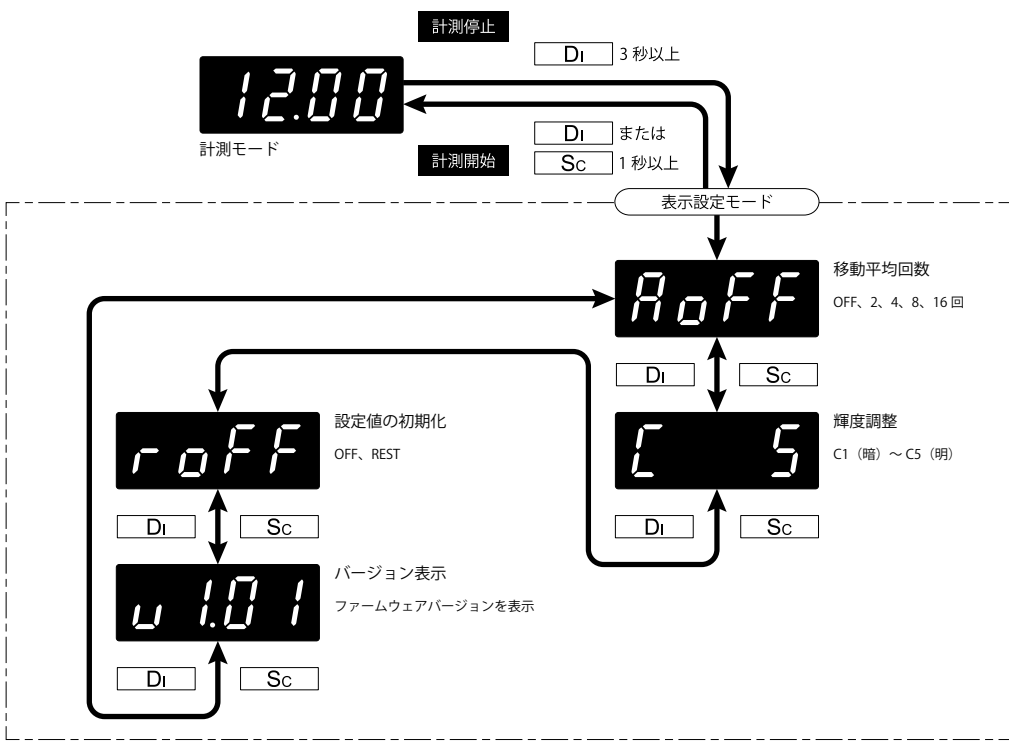 計測停止
DI 3 秒以上
12.00
計測モード
DI または
計測開始
SC 1 秒以上
表示設定モード
AoFF
移動平均回数
OFF、2、4、8、16 回
DI SC
roFF
設定値の初期化
OFF、REST
C 5
輝度調整
C1（暗）～ C5（明）
DI SC
DI SC
v 1.01
バージョン表示
ファームウェアバージョンを表示
DI SC